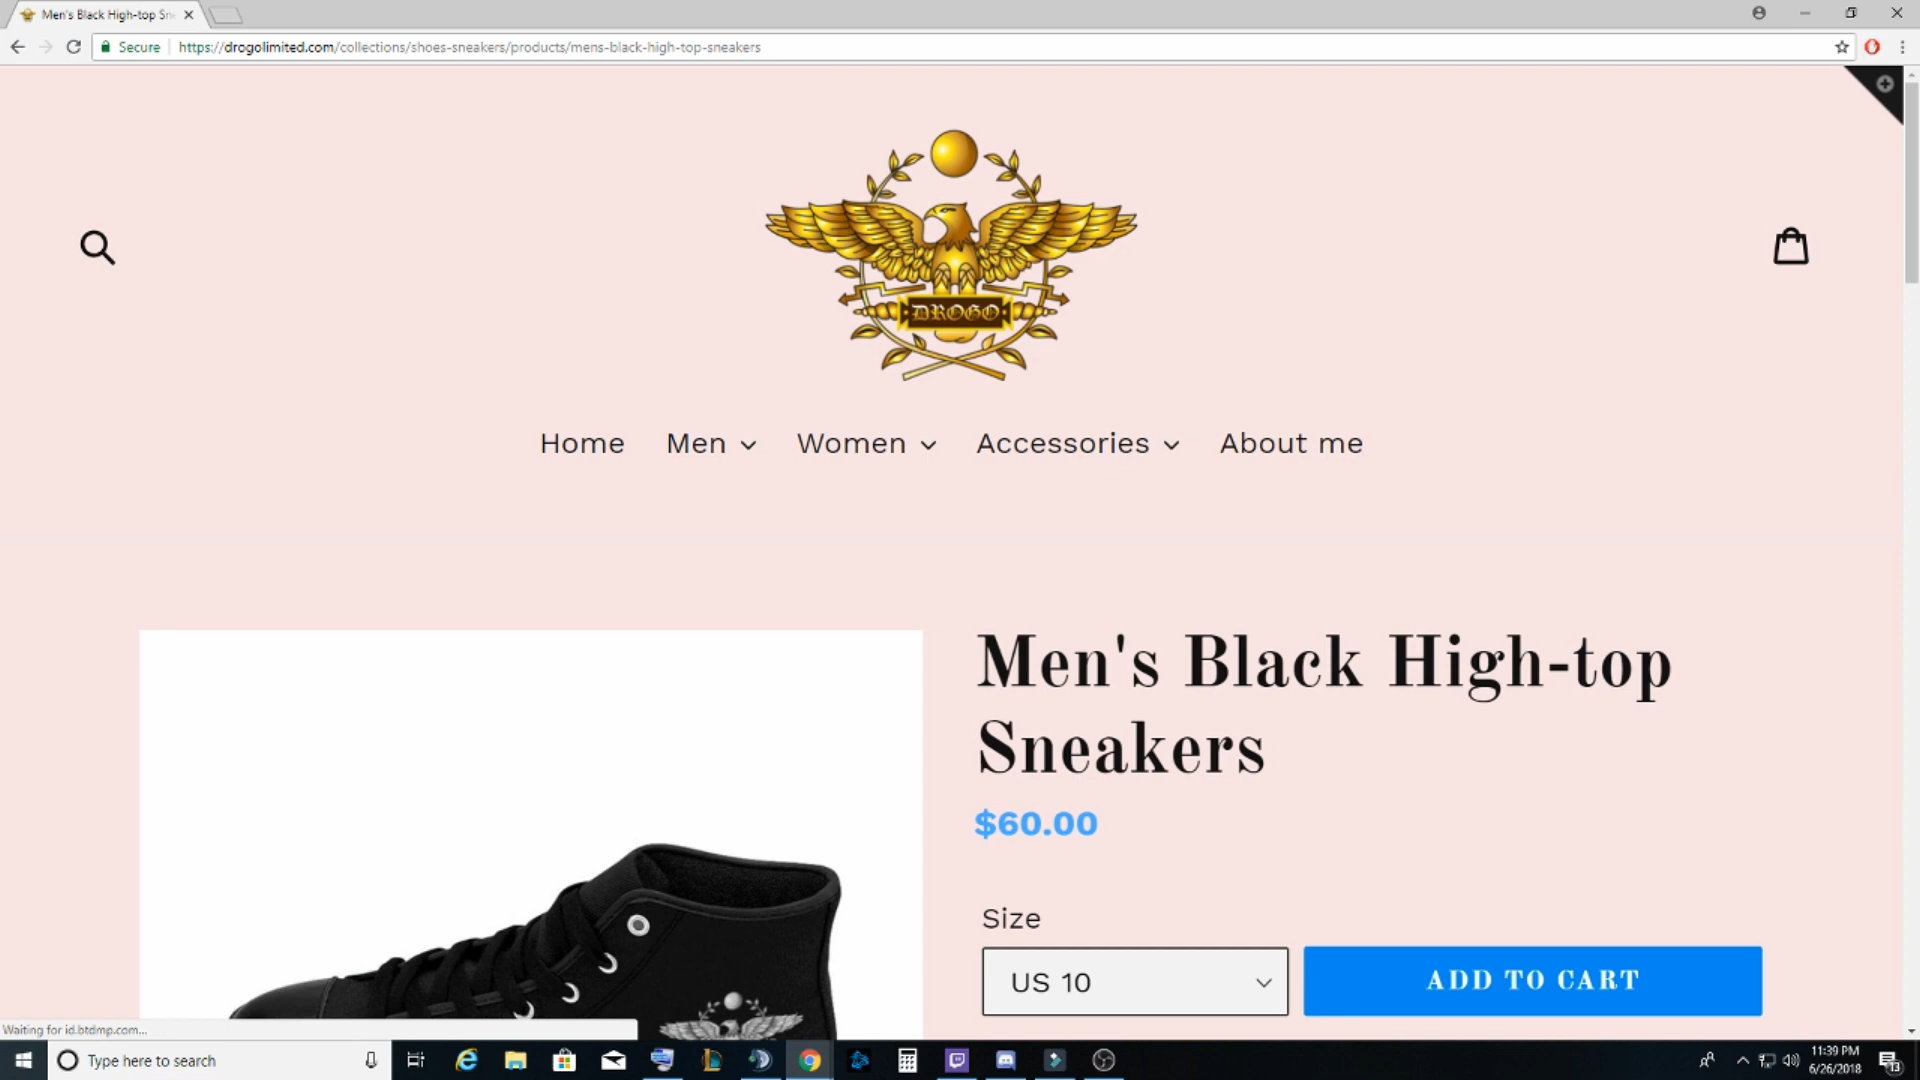 Men's Black High-top Sn
Secure
https://drogolimited.com/collections/shoes-sneakers/products/mens-black-high-top-sneakers
DROGO
Home Men Women Accessories About me
Men's Black High-top
Sneakers
$60.00
Size
US 10
ADD TO CART
Waiting for id.btdmp.com...
Type here to search
11:39 PM
6/26/2018
13